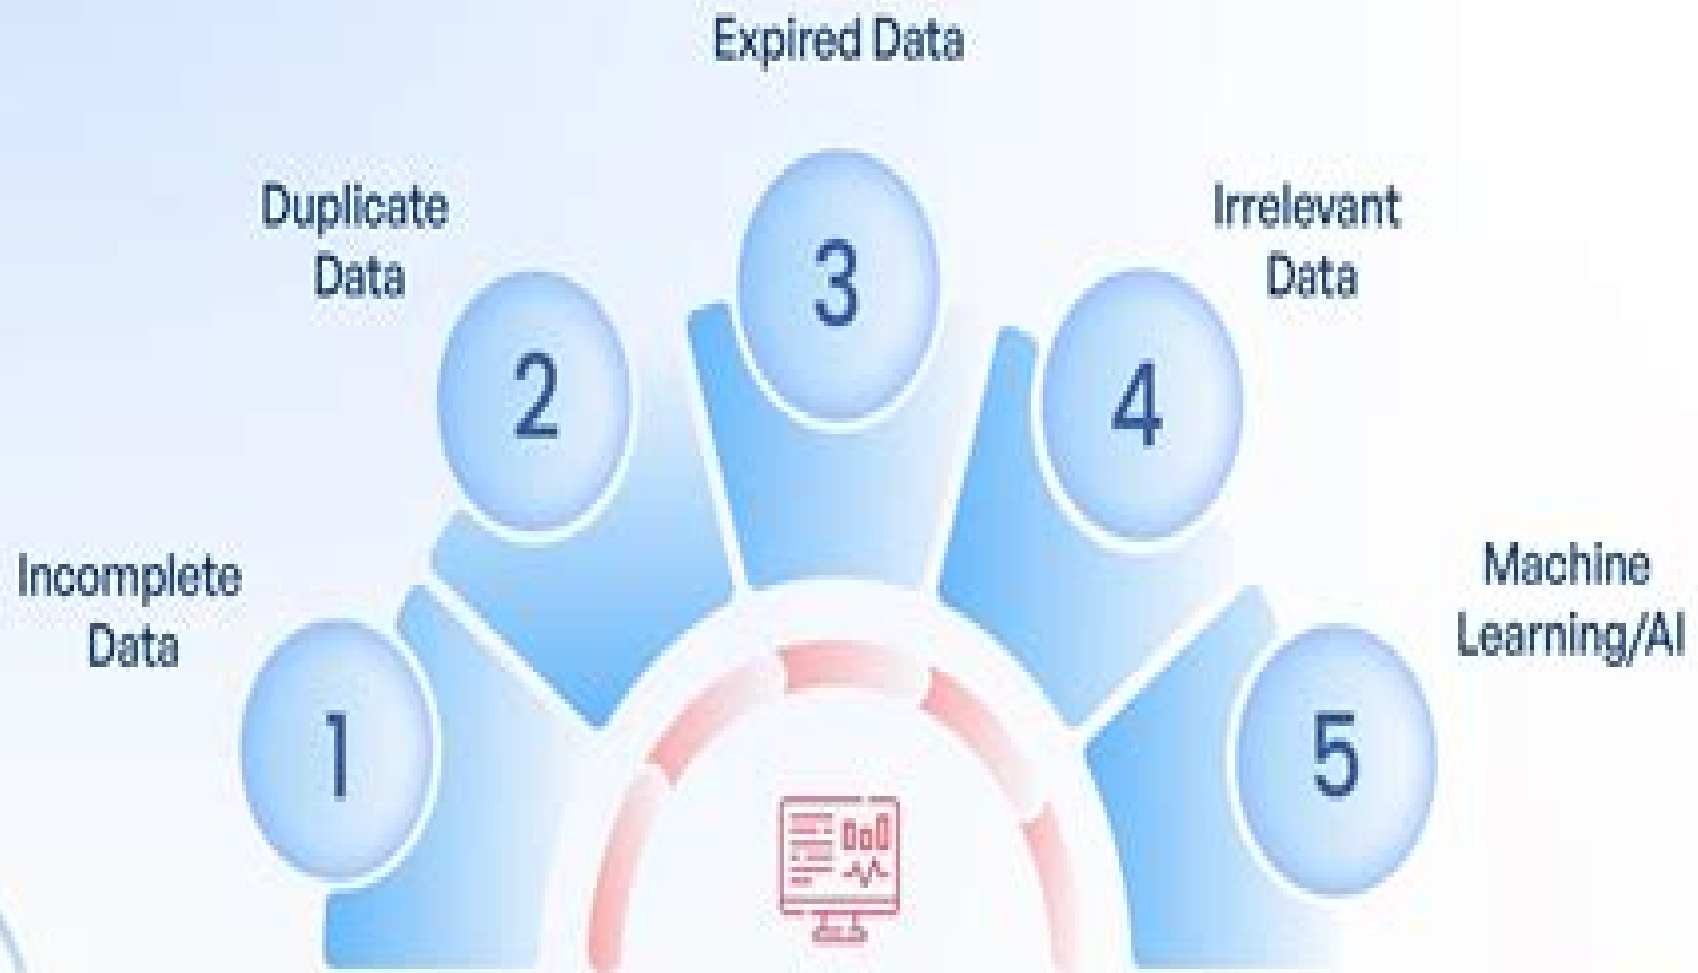 Expired Data
Duplicate
Data
Irrelevant
Data
3
2
4
Incomplete
Data
Machine
Learning/AI
1
5